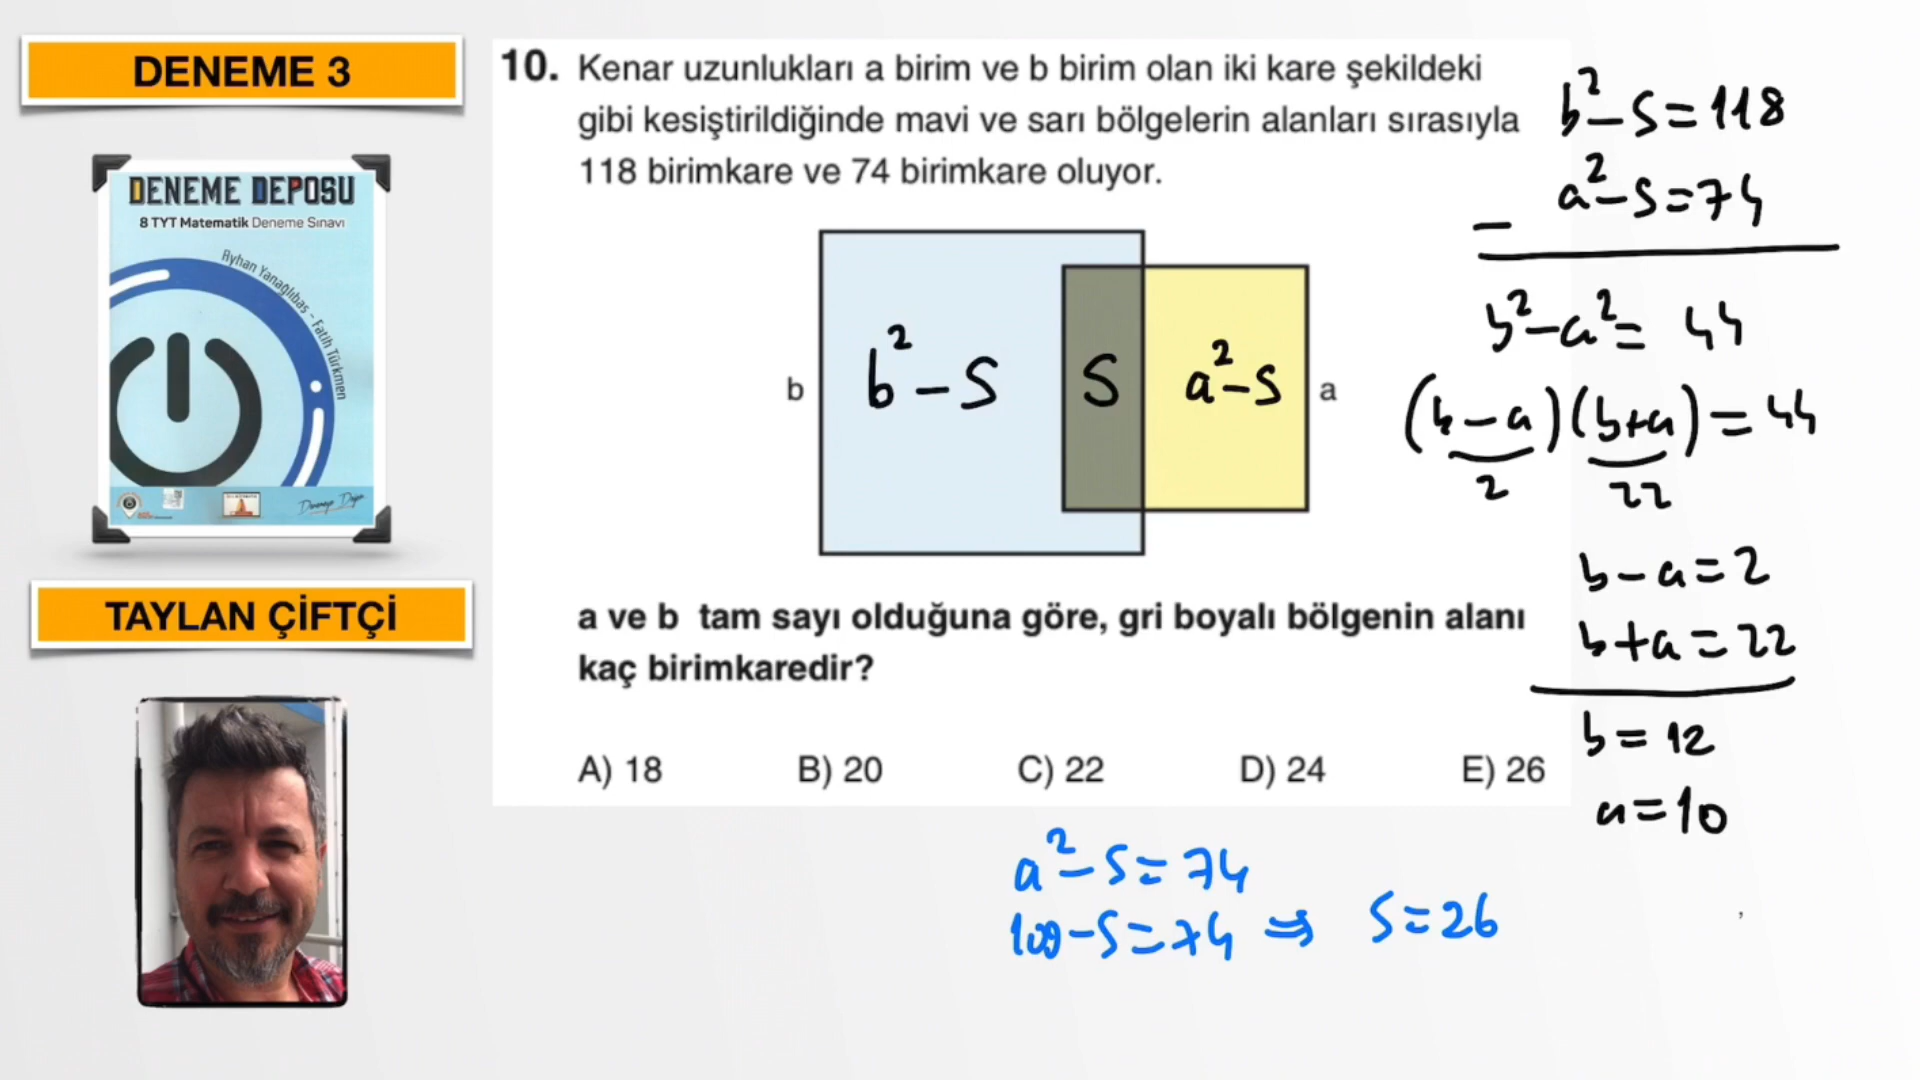 DENEME 3
DENEME DEPOSU
8 TYT Matematik Deneme Sınavı
Ayhan Yanağlıbaş - Fatih Türkmen
TAYLAN ÇİFTÇİ
10. Kenar uzunlukları a birim ve b birim olan iki kare şekildeki
gibi kesiştirildiğinde mavi ve sarı bölgelerin alanları sırasıyla
118 birimkare ve 74 birimkare oluyor.
b
b² - S
S
a² - S
a
a ve b tam sayı olduğuna göre, gri boyalı bölgenin alanı
kaç birimkaredir?
A) 18 B) 20 C) 22 D) 24 E) 26
b² - S = 118
a² - S = 74
-
b² - a² = 44
(b - a)(b + a) = 44
2 22
b - a = 2
b + a = 22
b = 12
a = 10
a² - S = 74
100 - S = 74 ⇒ S = 26